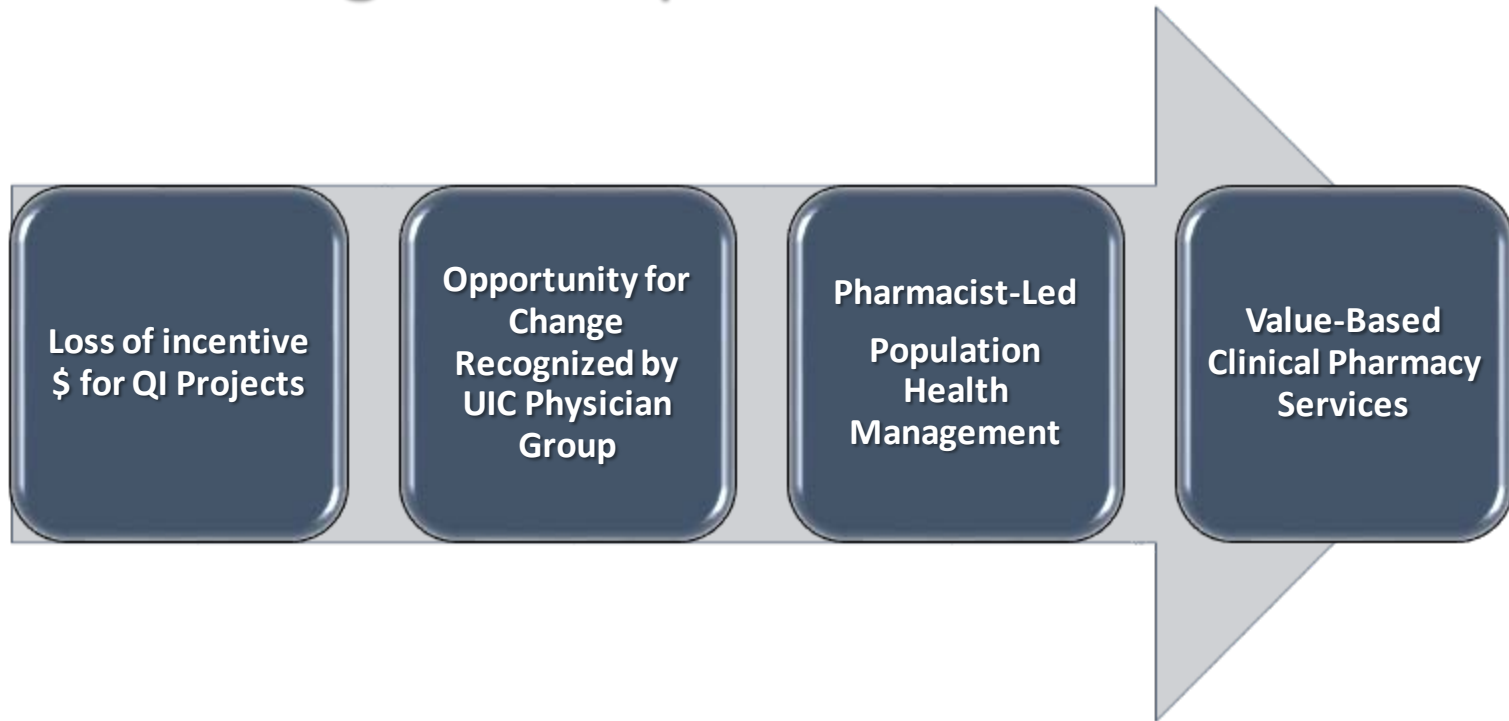 Loss of incentive
$ for QI Projects
Opportunity for
Change
Recognized by
UIC Physician
Group
Pharmacist-Led
Population
Health
Management
Value-Based
Clinical Pharmacy
Services